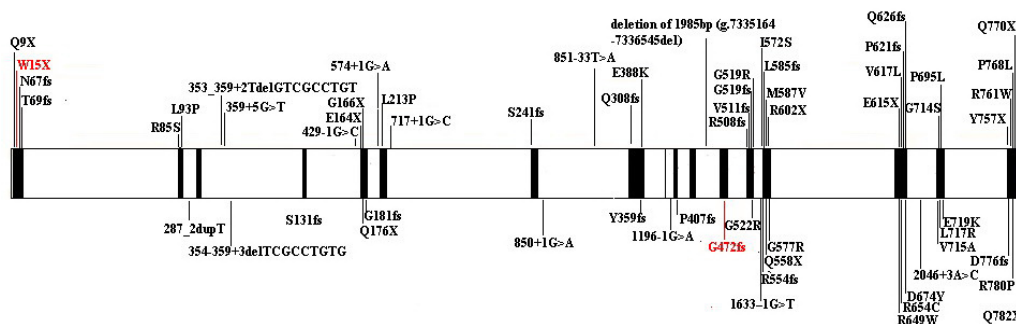 deletion of 1985bp (g.7335164
-7336545del)
Q9X
W15X
N67fs
T69fs
R85S
L93P
353_359+2TdelGTCGCCTGT
359+5G>T
574+1G>A
G166X
E164X
429-1G>C
L213P
717+1G>C
S241fs
851-33T>A
E388K
Q308fs
G519R
G519fs
V511fs
R508fs
I572S
L585fs
M587V
R602X
Q626fs
P621fs
V617L
E615X
P695L
G714S
Q770X
P768L
R761W
Y757X
287_2dupT
354-359+3delTCGCCTGTG
S131fs
G181fs
Q176X
850+1G>A
Y359fs
1196-1G>A
P407fs
G472fs
G522R
G577R
Q558X
R554fs
1633-1G>T
E719K
L717R
V715A
2046+3A>C
D674Y
R654C
R649W
D776fs
R780P
Q782X